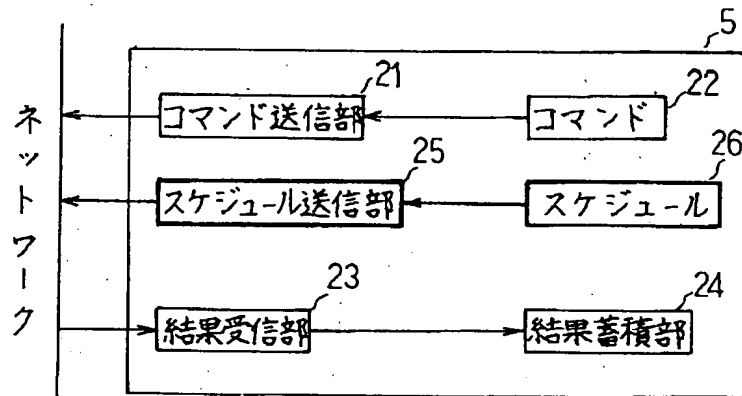 5
21
22
コマンド送信部
コマンド
25
26
スケジュール送信部
スケジュール
23
24
結果受信部
結果蓄積部
ネットワーク